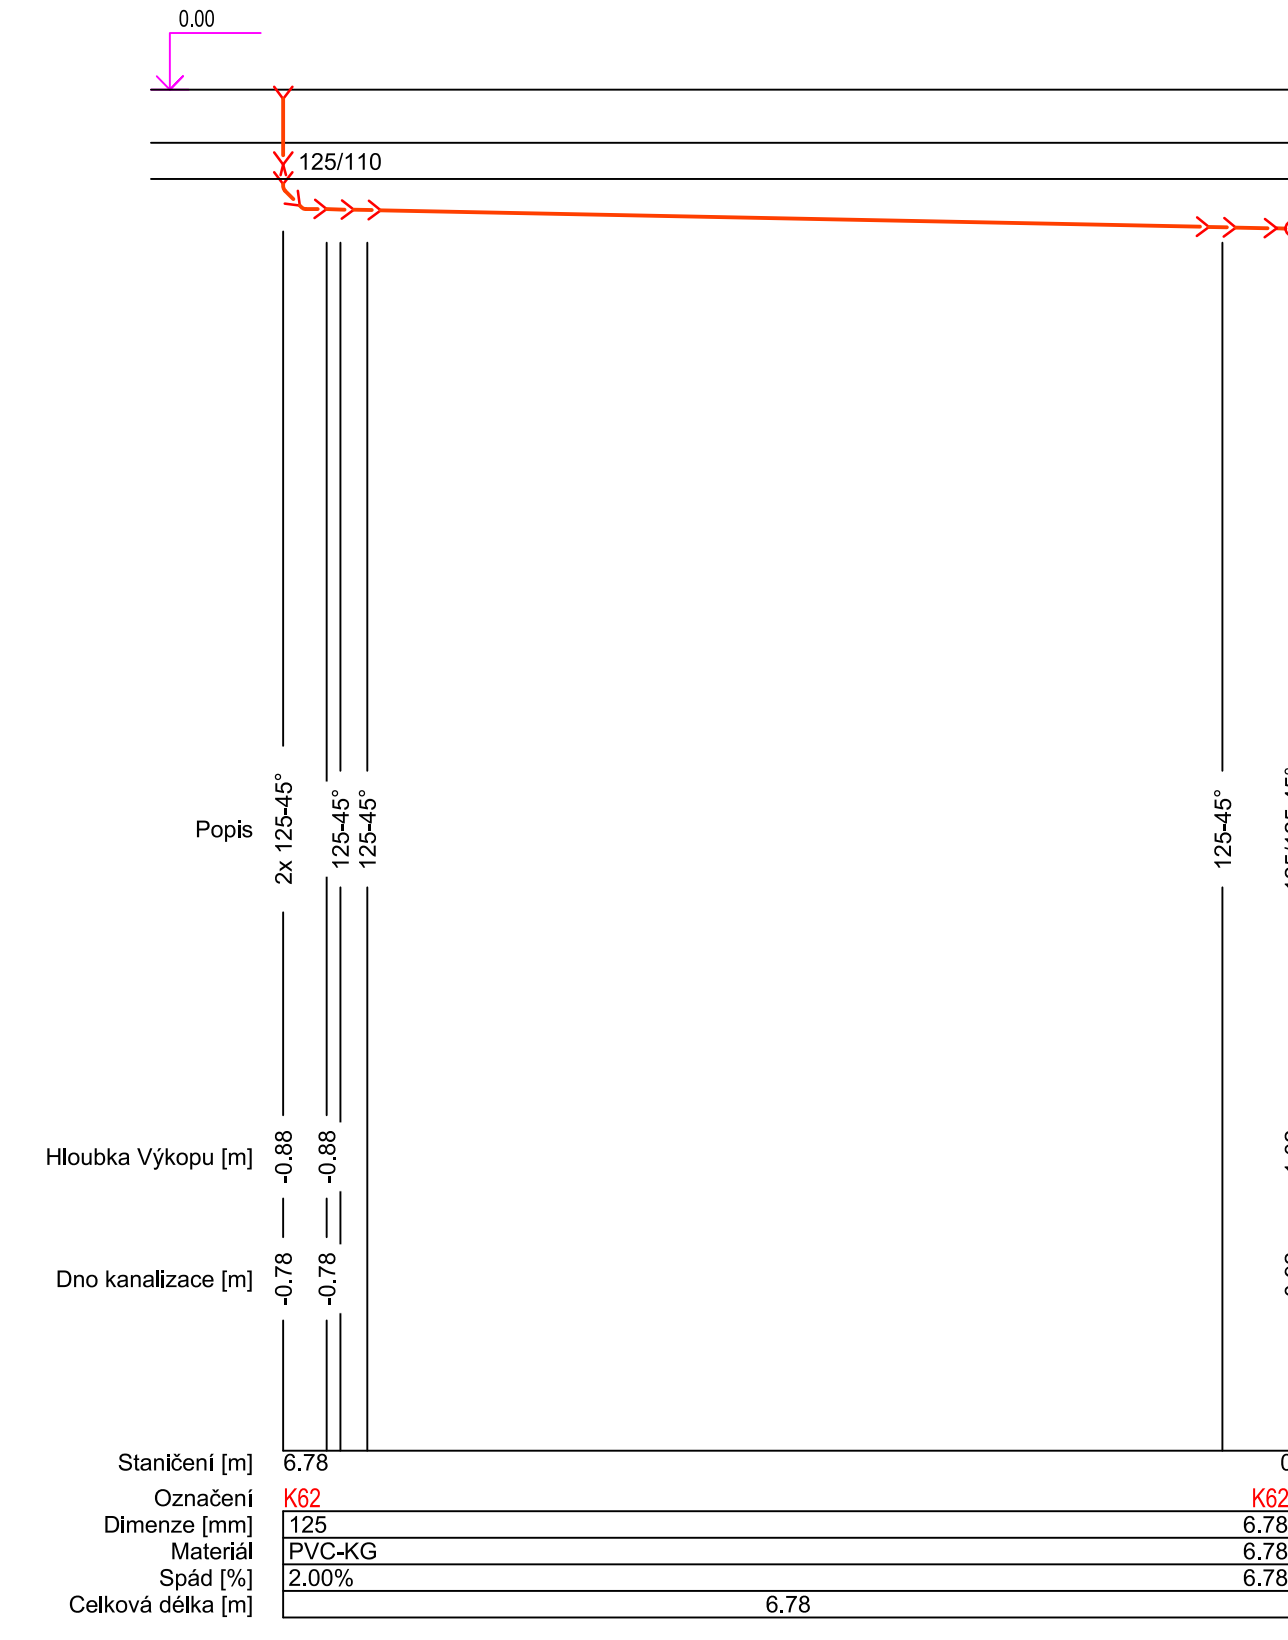 0.00
125/110
Popis
2x 125-45°
125-45°
125-45°
125-45°
Hloubka Výkopu [m]
-0.88
-0.88
Dno kanalizace [m]
-0.78
-0.78
Staničení [m]
6.78
0
Označení
K62
K62
Dimenze [mm]
125
6.78
Materiál
PVC-KG
6.78
Spád [%]
2.00%
6.78
Celková délka [m]
6.78